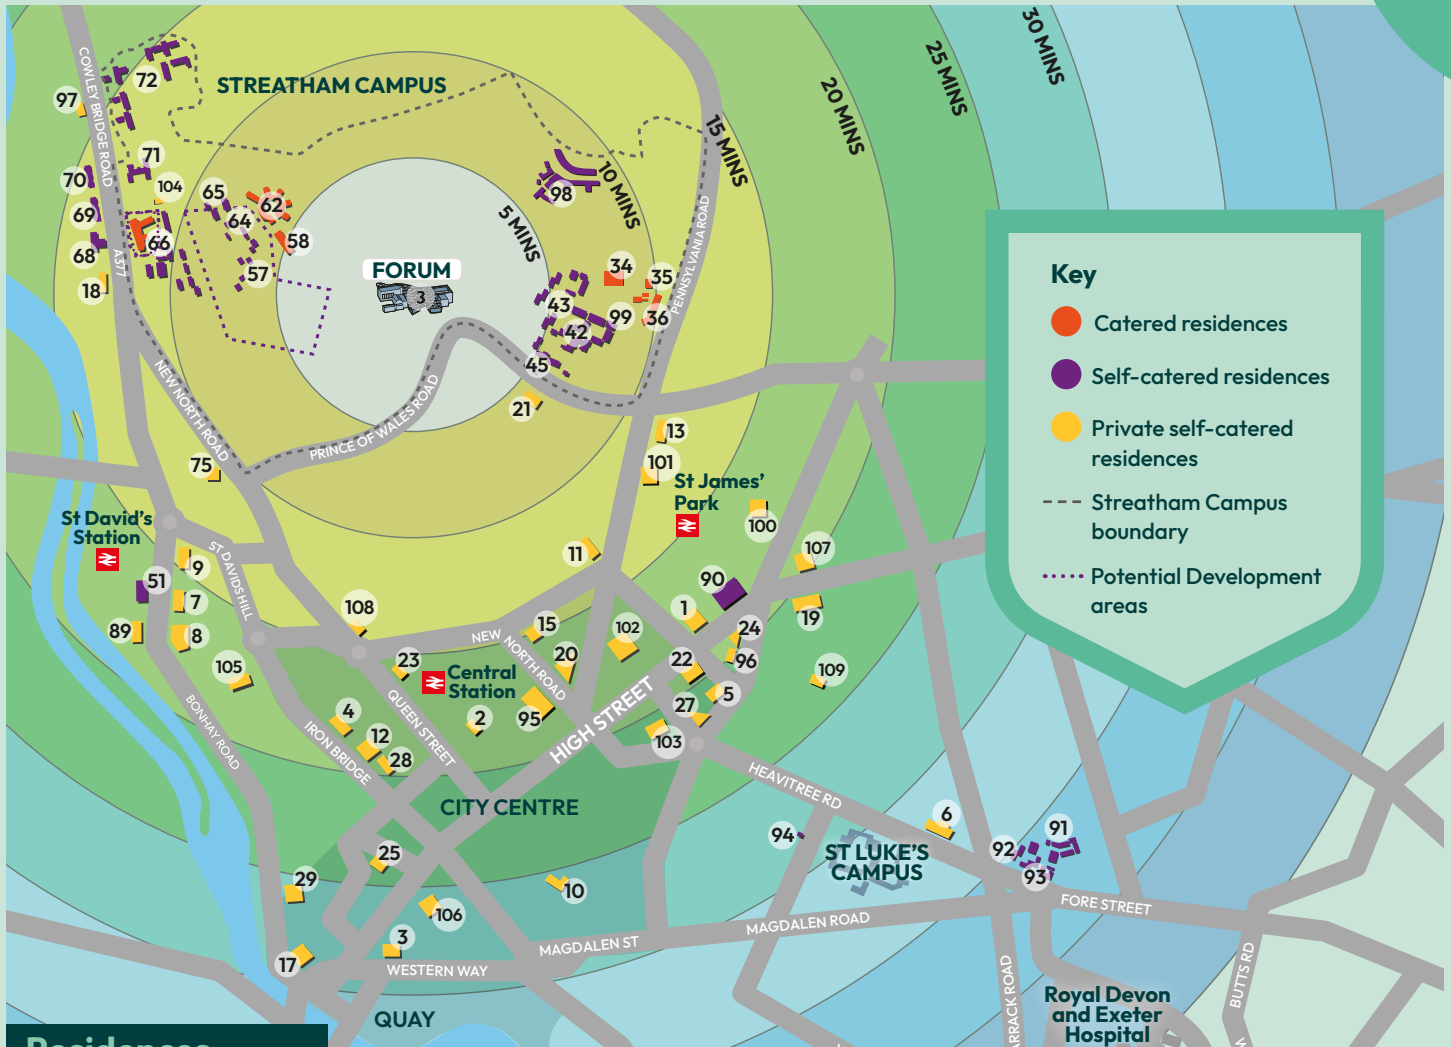 30 MINS
25 MINS
20 MINS
15 MINS
10 MINS
5 MINS
STREATHAM CAMPUS
COWLEY BRIDGE ROAD
72
97
71
70
104
65
62
69
64
98
66
58
68
A377
57
18
FORUM
3
34
35
43
99
36
42
45
PENNSYLVANIA ROAD
21
NEW NORTH ROAD
PRINCE OF WALES ROAD
13
75
101
St James'
Park
100
St David's
Station
ST DAVIDS HILL
9
11
107
51
90
7
108
1
19
89
8
NEW
NORTH ROAD
15
102
24
105
23
20
22
96
109
Central
Station
5
BONHAY ROAD
4
QUEEN STREET
2
95
27
IRON BRIDGE
12
28
HIGH STREET
103
HEAVITREE RD
CITY CENTRE
6
94
91
92
ST LUKE'S
CAMPUS
93
25
29
10
FORE STREET
106
MAGDALEN ROAD
3
MAGDALEN ST
17
WESTERN WAY
ARRACK ROAD
BUTTS RD
W
Royal Devon
and Exeter
Hospital
QUAY
Residences
Key
Catered residences
Self-catered residences
Private self-catered
residences
Streatham Campus
boundary
Potential Development
areas